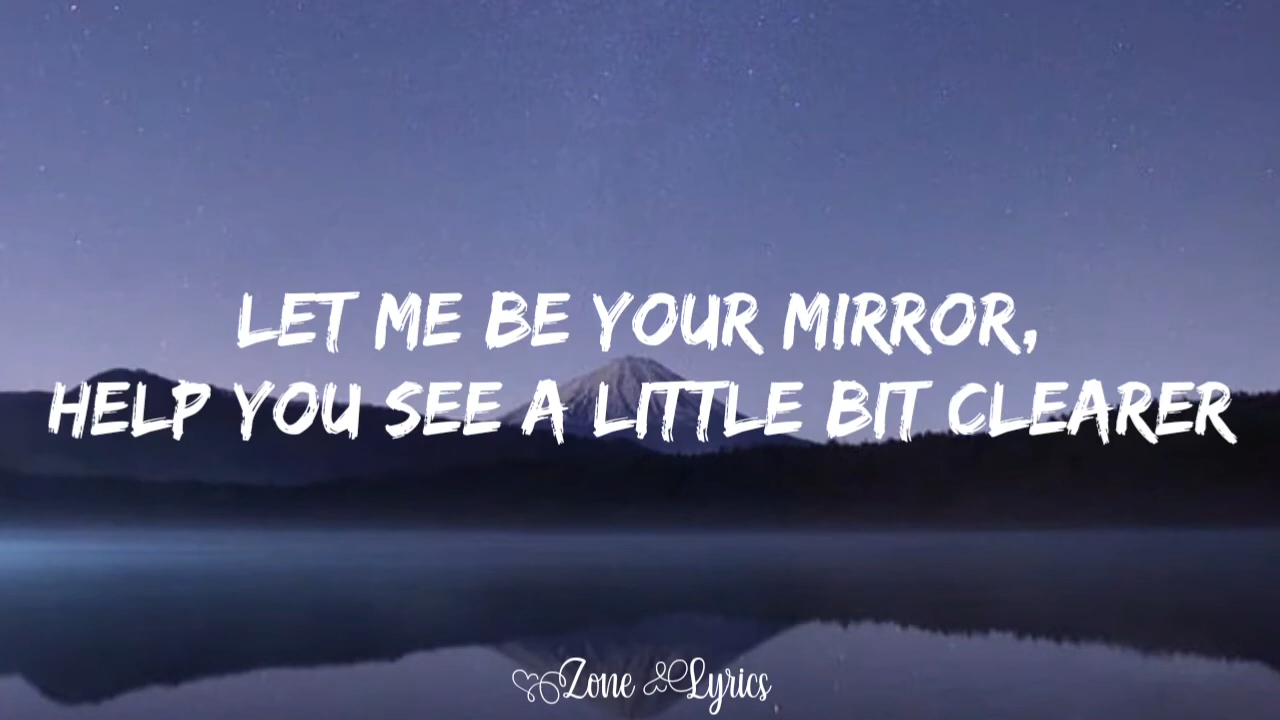 LET ME BE YOUR MIRROR,
HELP YOU SEE A LITTLE BIT CLEARER
Zone Lyrics